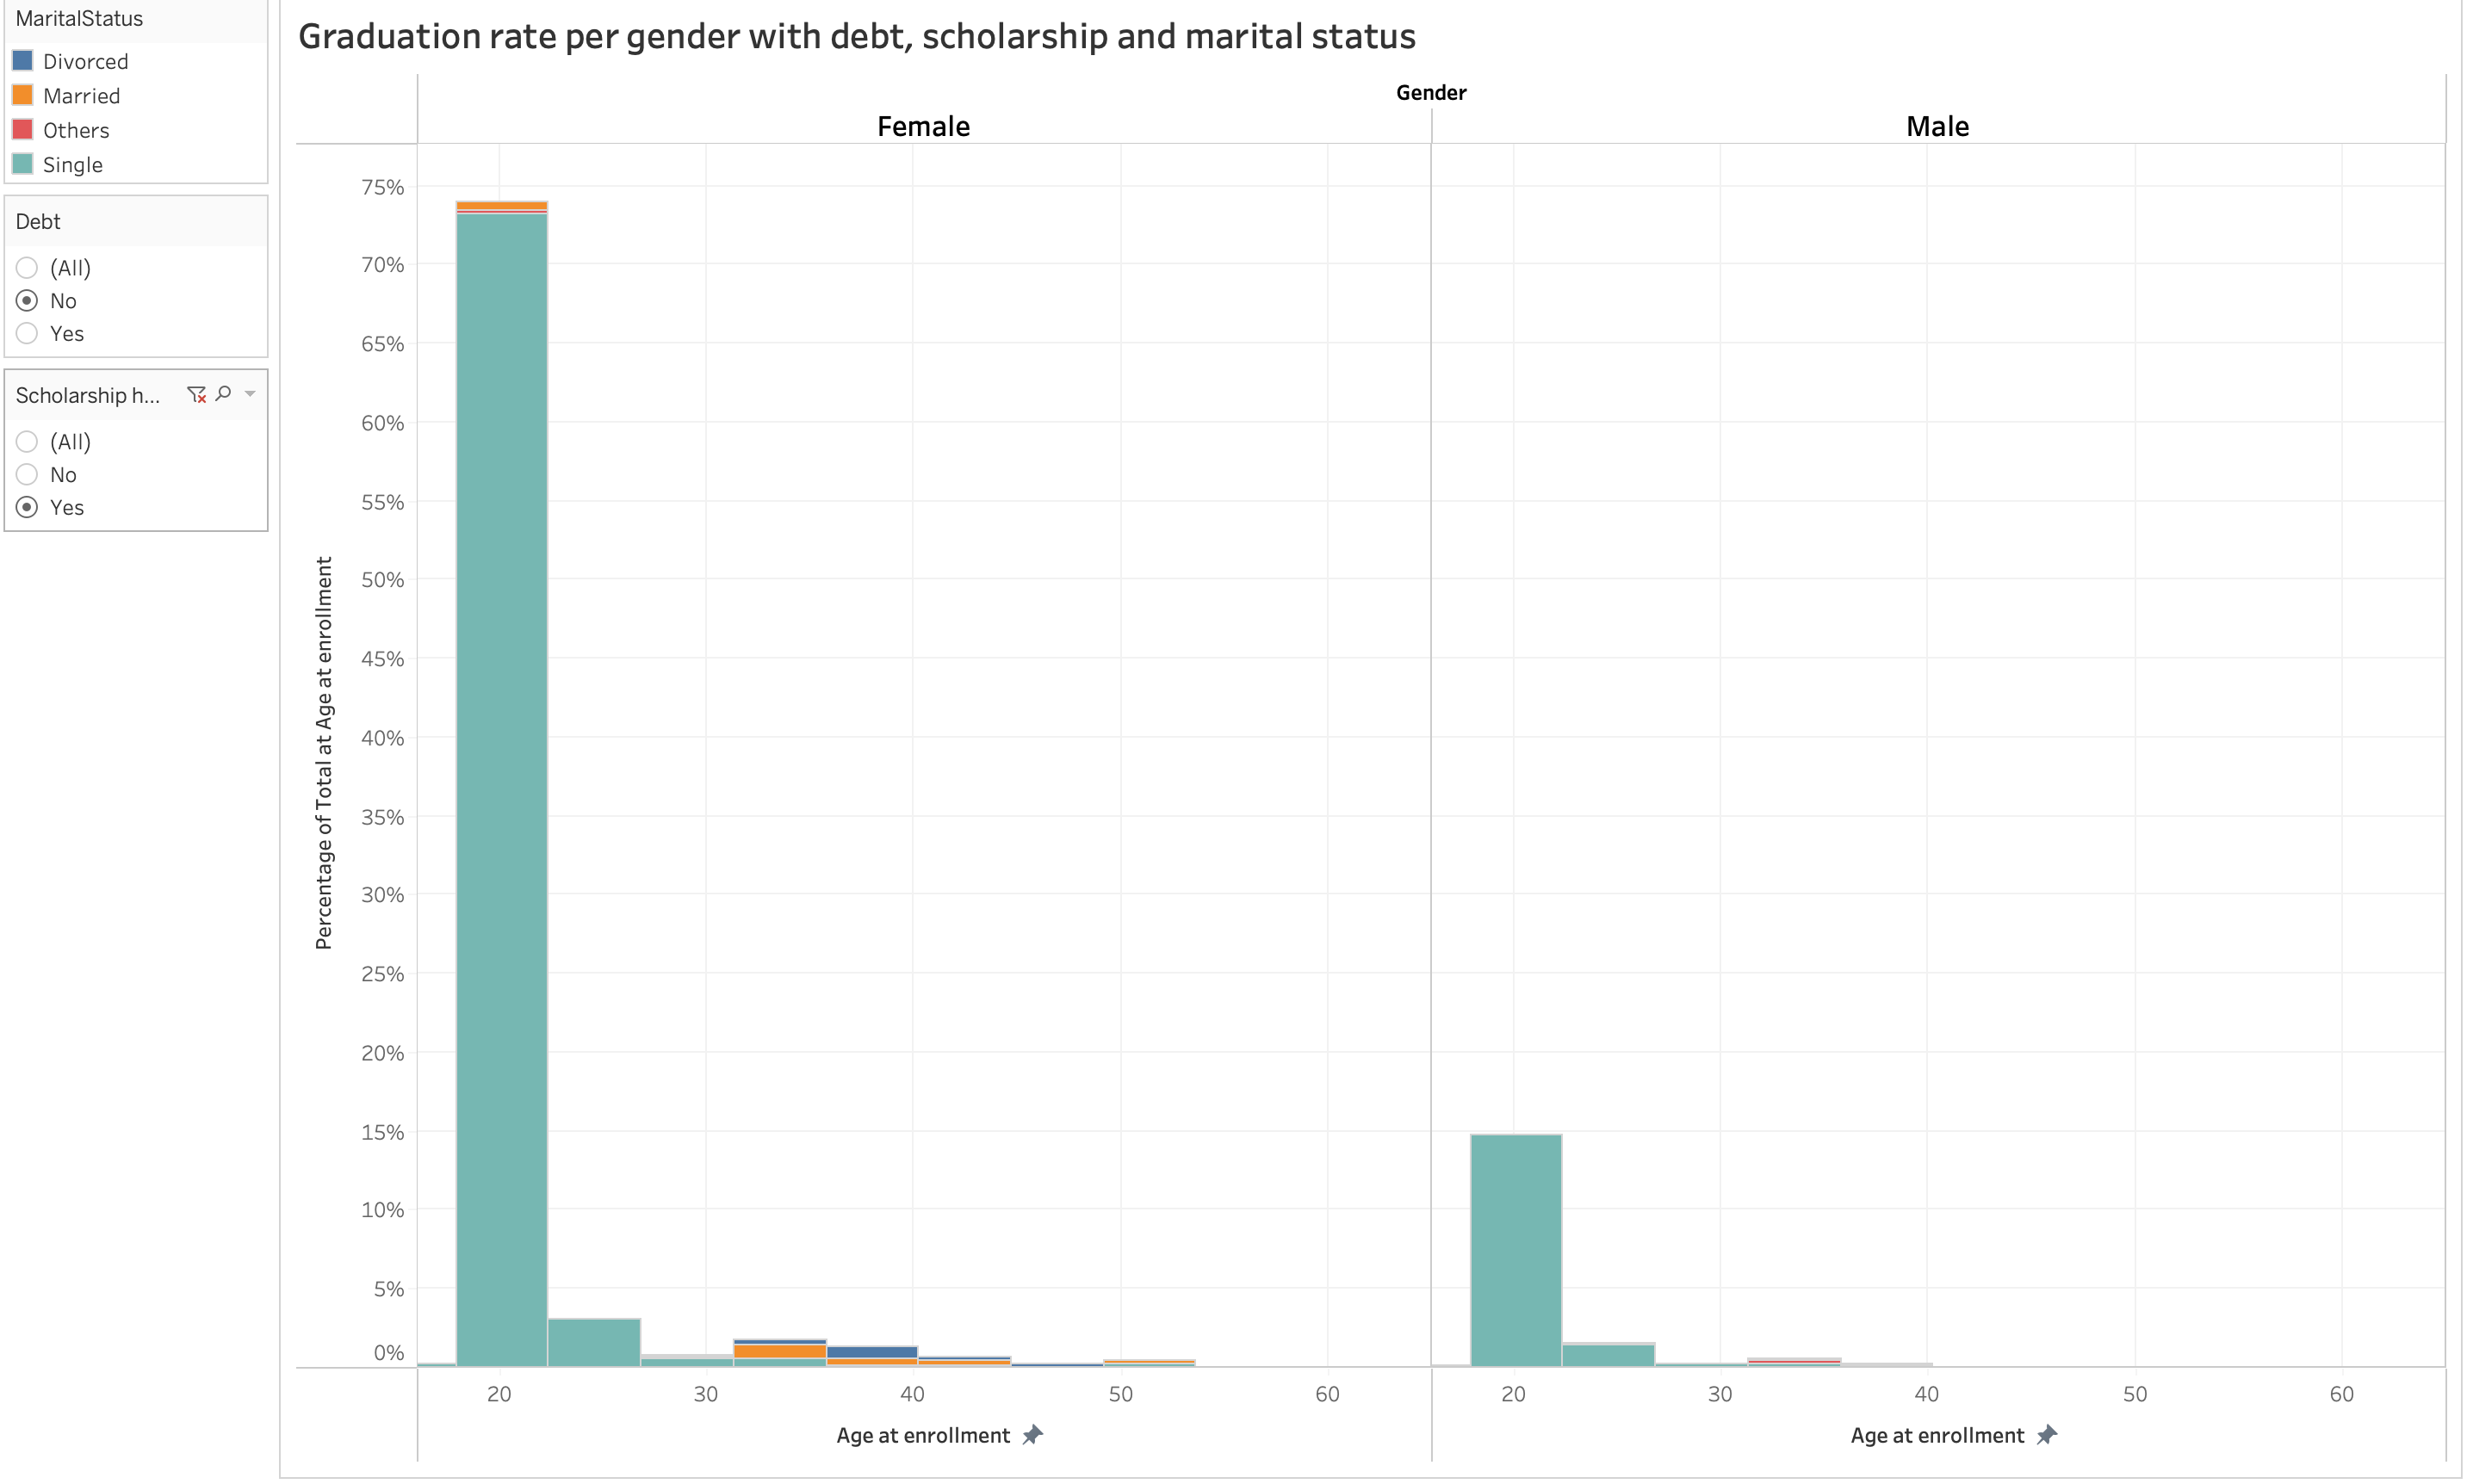 MaritalStatus
Divorced
Married
Others
Single
Debt
(All)
No
Yes
Scholarship h...
(All)
No
Yes
Graduation rate per gender with debt, scholarship and marital status
Gender
Female
Male
Percentage of Total at Age at enrollment
75%
70%
65%
60%
55%
50%
45%
40%
35%
30%
25%
20%
15%
10%
5%
0%
20 30 40 50 60
20 30 40 50 60
Age at enrollment
Age at enrollment